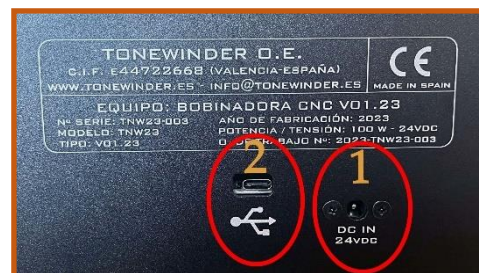 TONEWINDER O.E.
C.I.F. E44722668 (VALENCIA-ESPAÑA)
WWW.TONEWINDER.ES - INFO@TONEWINDER.ES
CE
MADE IN SPAIN
EQUIPO: BOBINADORA CNC V01.23
Nº SERIE: TNW23-003
AÑO DE FABRICACIÓN: 2023
MODELO: TNW23
POTENCIA / TENSIÓN: 100 W - 24VDC
TIPO: V01.23
TRABAJO Nº: 2023-TNW23-003
2
1
DC IN
24VDC